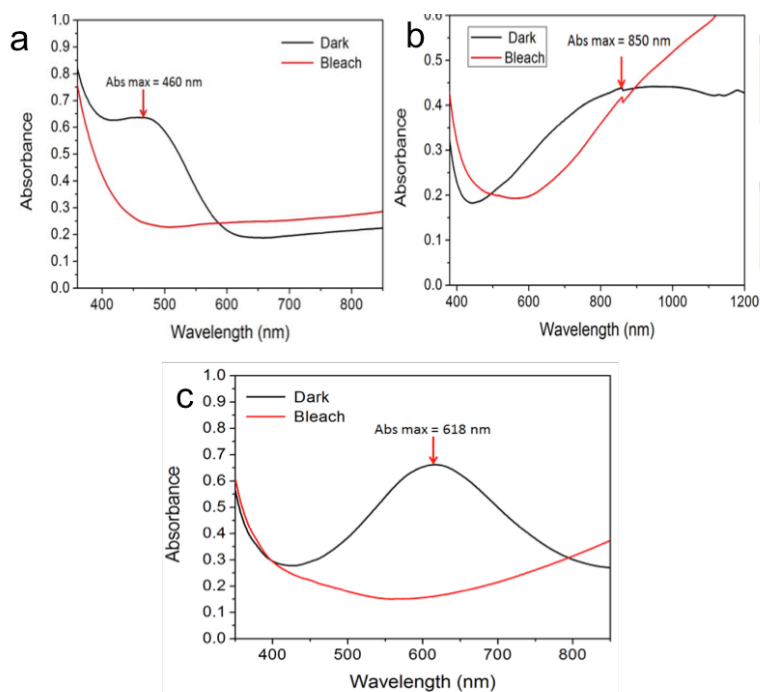 a
Dark
Bleach
Abs max = 460 nm
1.0
0.9
0.8
0.7
0.6
0.5
0.4
0.3
0.2
0.1
0.0
400
500
600
700
800
Absorbance
Wavelength (nm)
b
Dark
Bleach
Abs max = 850 nm
0.6
0.5
0.4
0.3
0.2
0.1
0.0
400
600
800
1000
1200
Absorbance
Wavelength (nm)
c
Dark
Bleach
Abs max = 618 nm
1.0
0.9
0.8
0.7
0.6
0.5
0.4
0.3
0.2
0.1
0.0
400
500
600
700
800
Absorbance
Wavelength (nm)